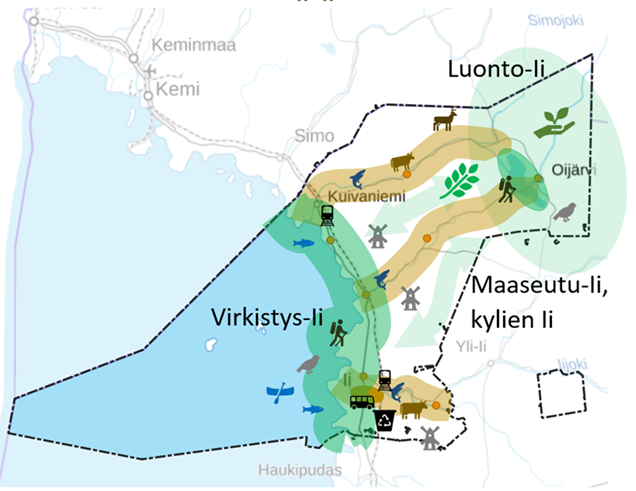 Simojoki
Keminmaa
Luonto-Ii
Kemi
Simo
Oijärvi
Kuivaniemi
Maaseutu-Ii,
kylien Ii
Virkistys-Ii
Yli-Ii
Iijoki
Ii
Haukipudas